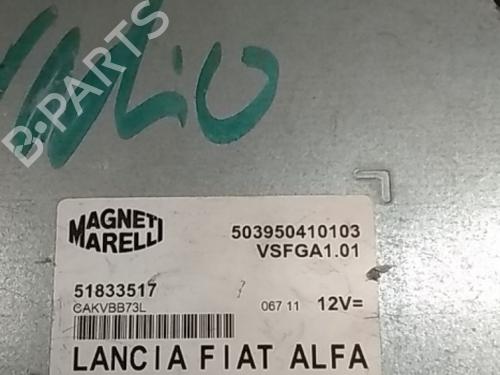 B-PARTS
MAGNETI
MARELLI
503950410103
VSFGA1.01
51833517
CAKVBB73L
067 11
12V=
LANCIA FIAT ALFA